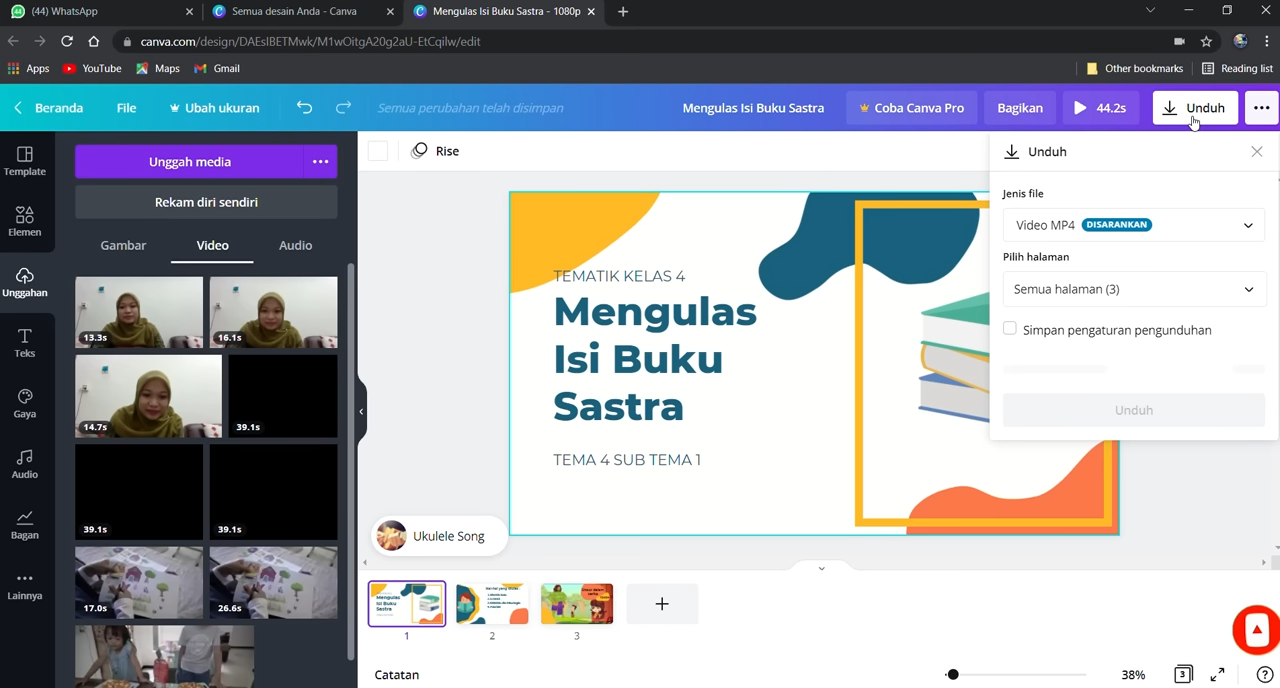 (44) WhatsApp
Semua desain Anda - Canva
Mengulas Isi Buku Sastra - 1080p
canva.com/design/DAEsIBETMwk/M1wOitgA20g2aU-EtCqilw/edit
Apps
YouTube
Maps
Gmail
Other bookmarks
Reading list
Beranda
File
Ubah ukuran
Semua perubahan telah disimpan
Mengulas Isi Buku Sastra
Coba Canva Pro
Bagikan
44.2s
Unduh
Template
Elemen
Unggahan
Teks
Gaya
Audio
Bagan
Lainnya
Unggah media
Rekam diri sendiri
Gambar
Video
Audio
13.3s
16.1s
14.7s
39.1s
39.1s
39.1s
17.0s
26.6s
Rise
TEMATIK KELAS 4
Mengulas
Isi Buku
Sastra
TEMA 4 SUB TEMA 1
Ukulele Song
Unduh
Jenis file
Video MP4 DISARANKAN
Pilih halaman
Semua halaman (3)
Simpan pengaturan pengunduhan
Unduh
Mengulas
Isi Buku
Sastra
1
2
3
Catatan
38%
3